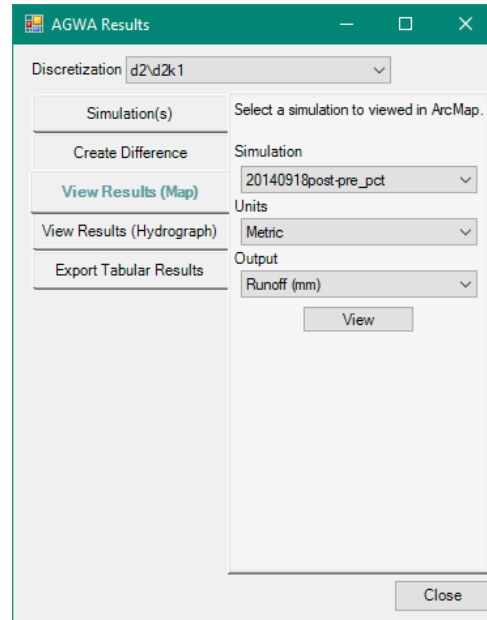 AGWA Results
Discretization d2\d2k1
Simulation(s)
Create Difference
View Results (Map)
View Results (Hydrograph)
Export Tabular Results
Select a simulation to viewed in ArcMap.
Simulation
20140918post-pre_pct
Units
Metric
Output
Runoff (mm)
View
Close